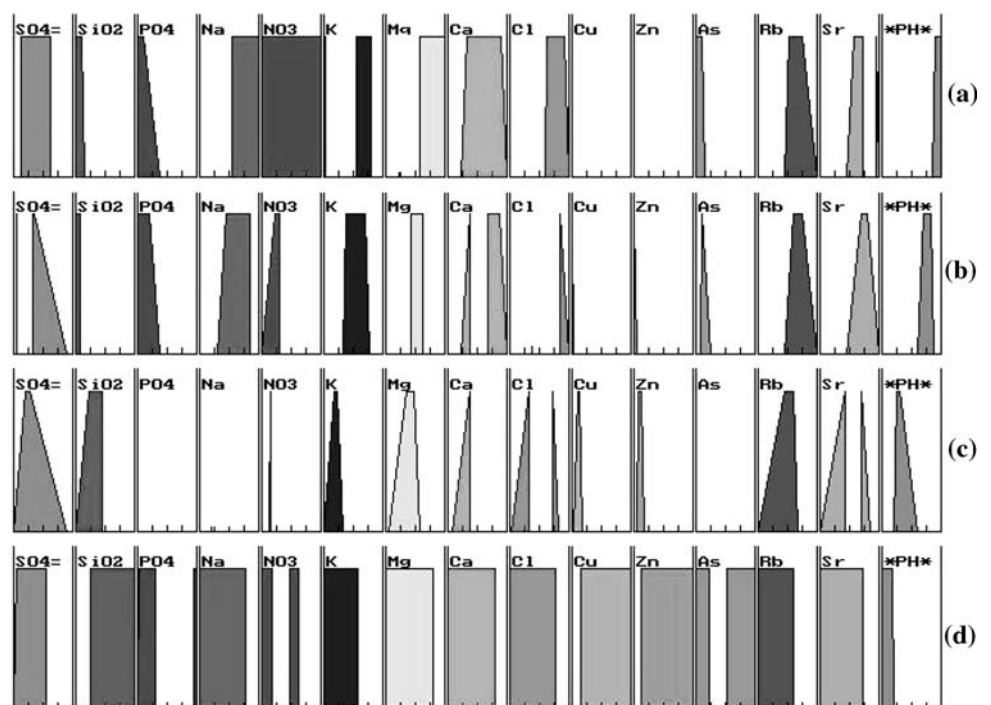 SO4= SiO2 PO4 Na NO3 K Mg Ca Cl Cu Zn As Rb Sr *PH*
(a)
SO4= SiO2 PO4 Na NO3 K Mg Ca Cl Cu Zn As Rb Sr *PH*
(b)
SO4= SiO2 PO4 Na NO3 K Mg Ca Cl Cu Zn As Rb Sr *PH*
(c)
SO4= SiO2 PO4 Na NO3 K Mg Ca Cl Cu Zn As Rb Sr *PH*
(d)